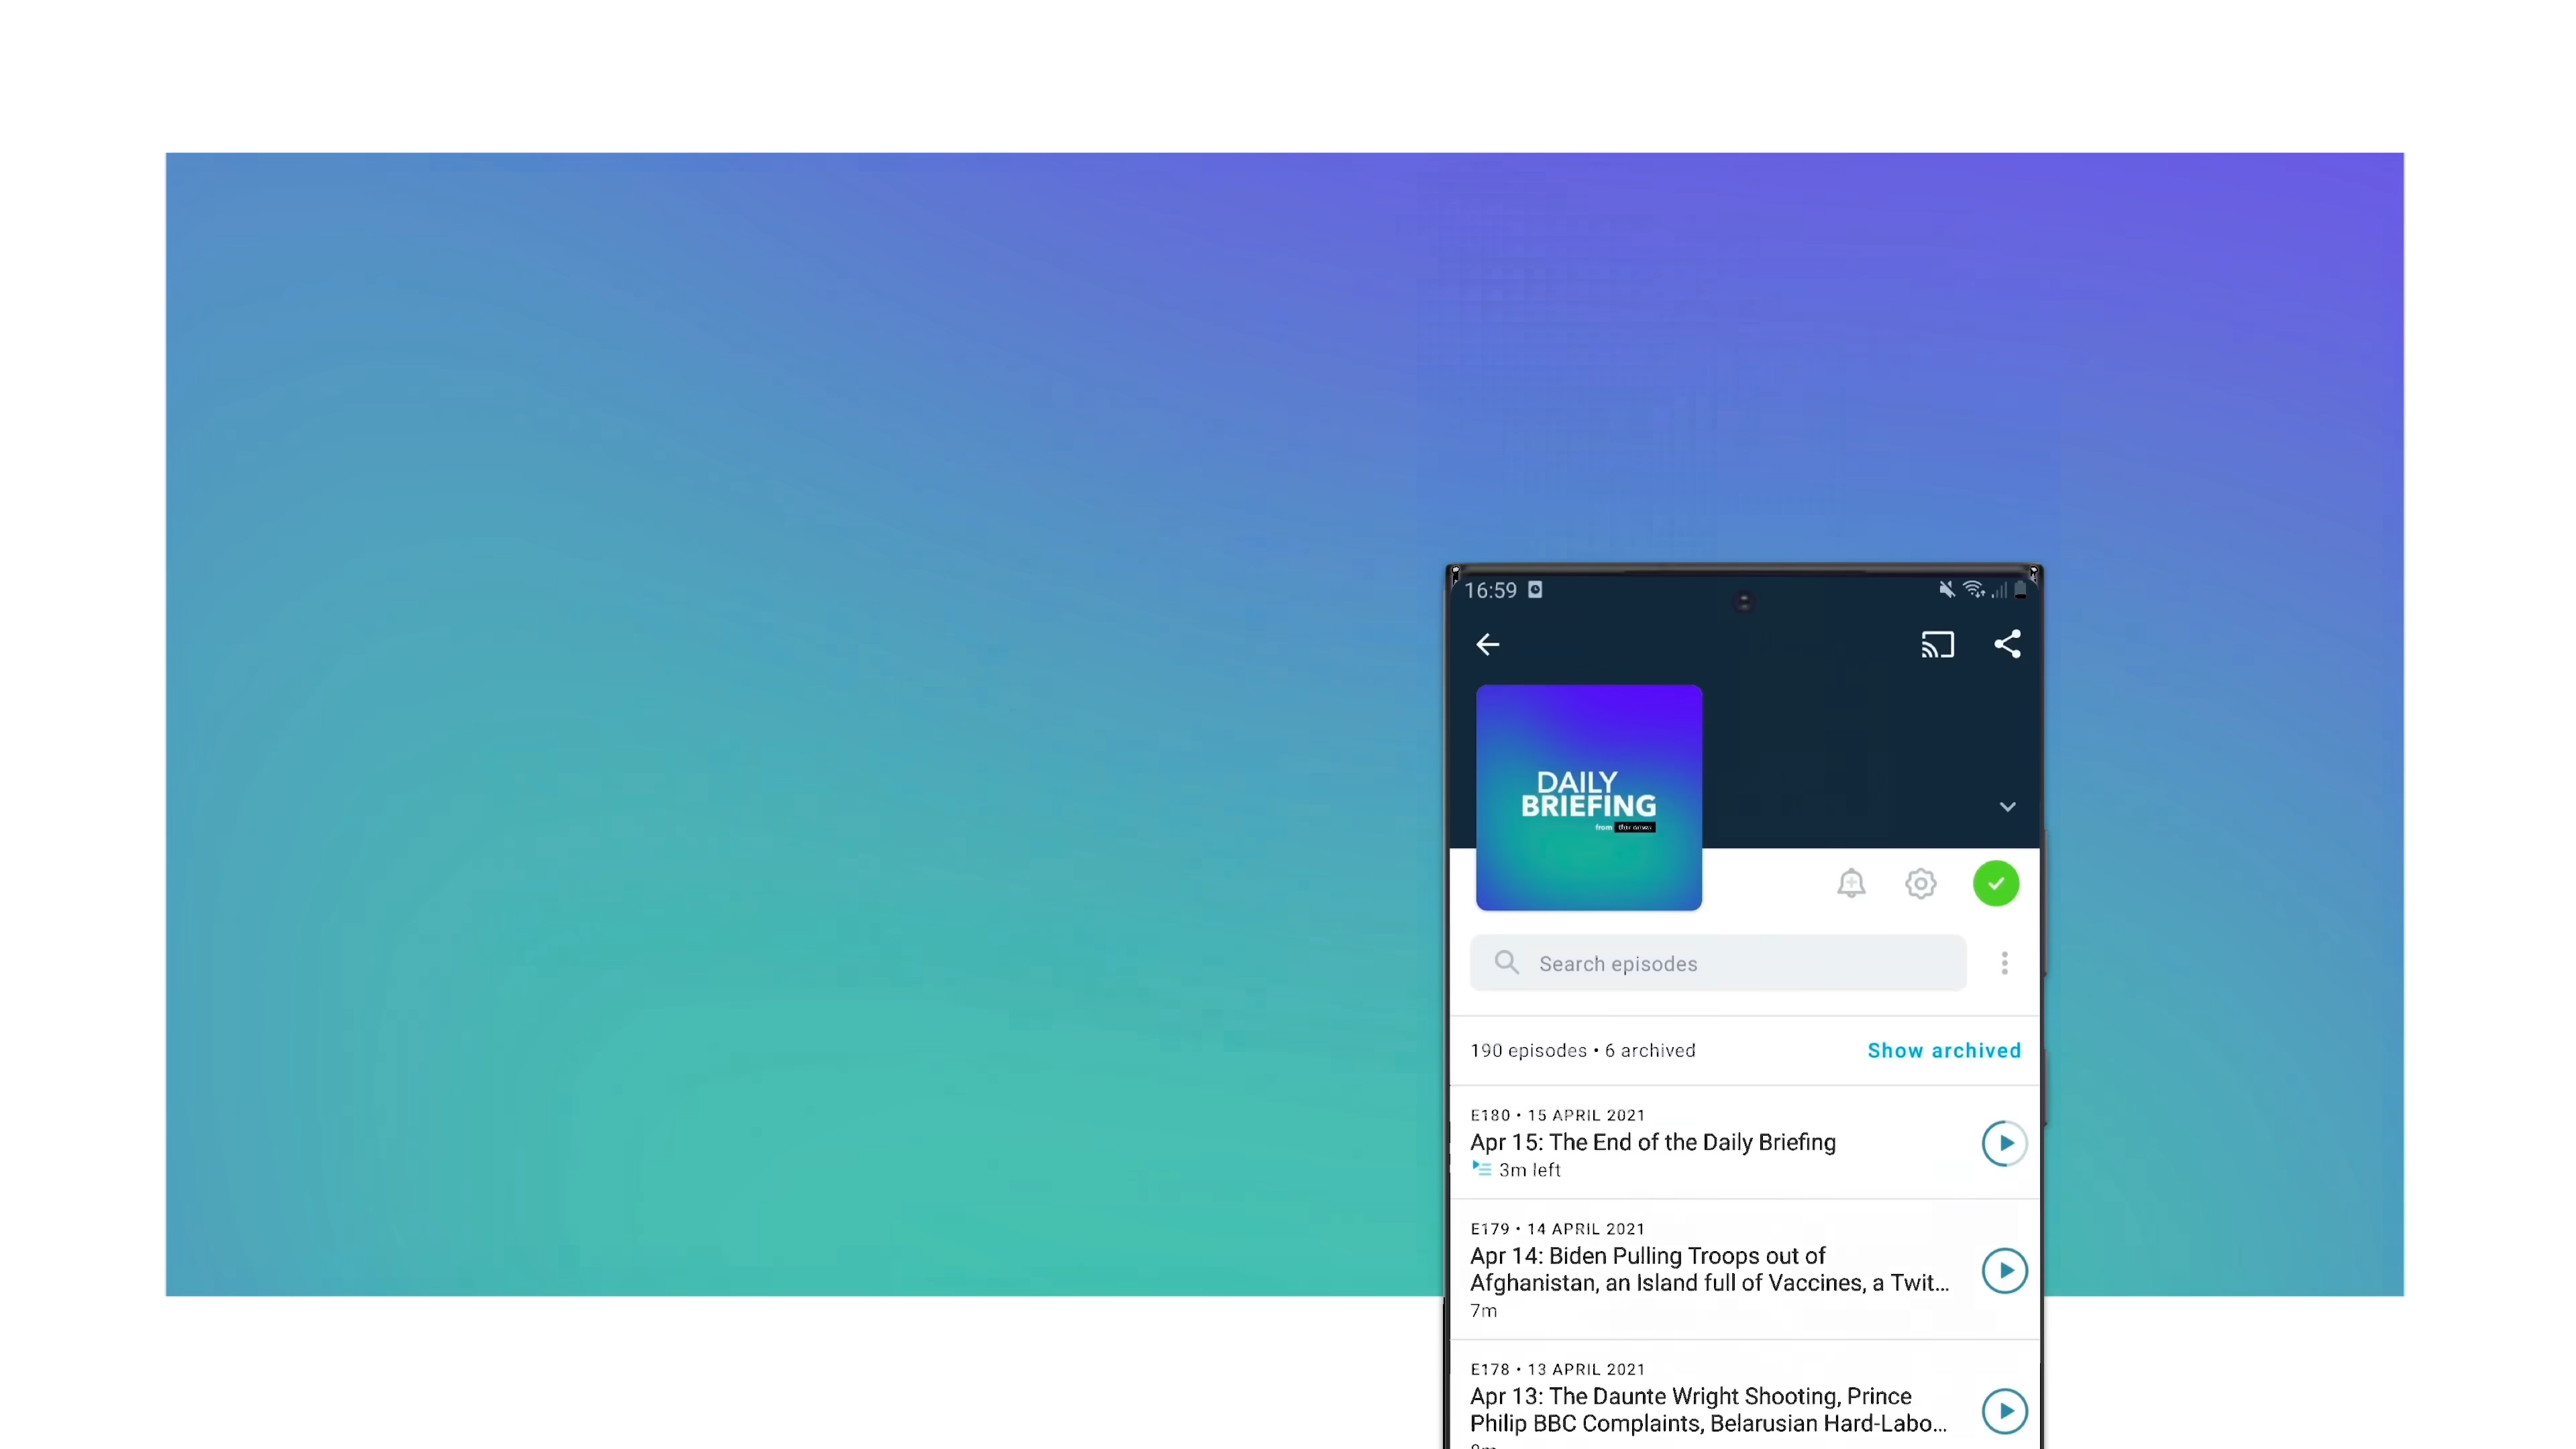 16:59
DAILY
BRIEFING
from
Search episodes
190 episodes • 6 archived
Show archived
E180 • 15 APRIL 2021
Apr 15: The End of the Daily Briefing
3m left
E179 • 14 APRIL 2021
Apr 14: Biden Pulling Troops out of
Afghanistan, an Island full of Vaccines, a Twit...
7m
E178 • 13 APRIL 2021
Apr 13: The Daunte Wright Shooting, Prince
Philip BBC Complaints, Belarusian Hard-Labo...